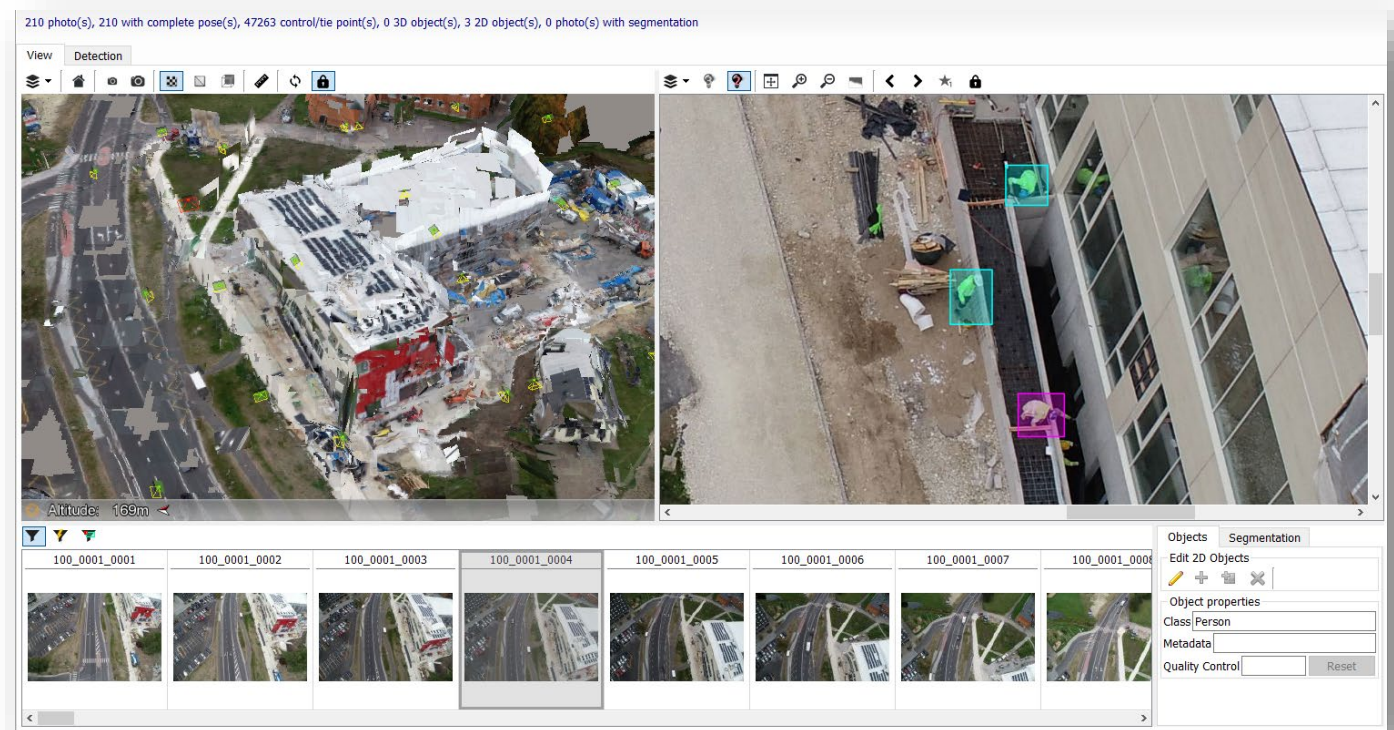 210 photo(s), 210 with complete pose(s), 47263 control/tie point(s), 0 3D object(s), 3 2D object(s), 0 photo(s) with segmentation
View Detection
Altitude: 169m
100_0001_0001 100_0001_0002 100_0001_0003 100_0001_0004 100_0001_0005 100_0001_0006 100_0001_0007 100_0001_0008
Objects Segmentation
Edit 2D Objects
Object properties
Class Person
Metadata
Quality Control Reset